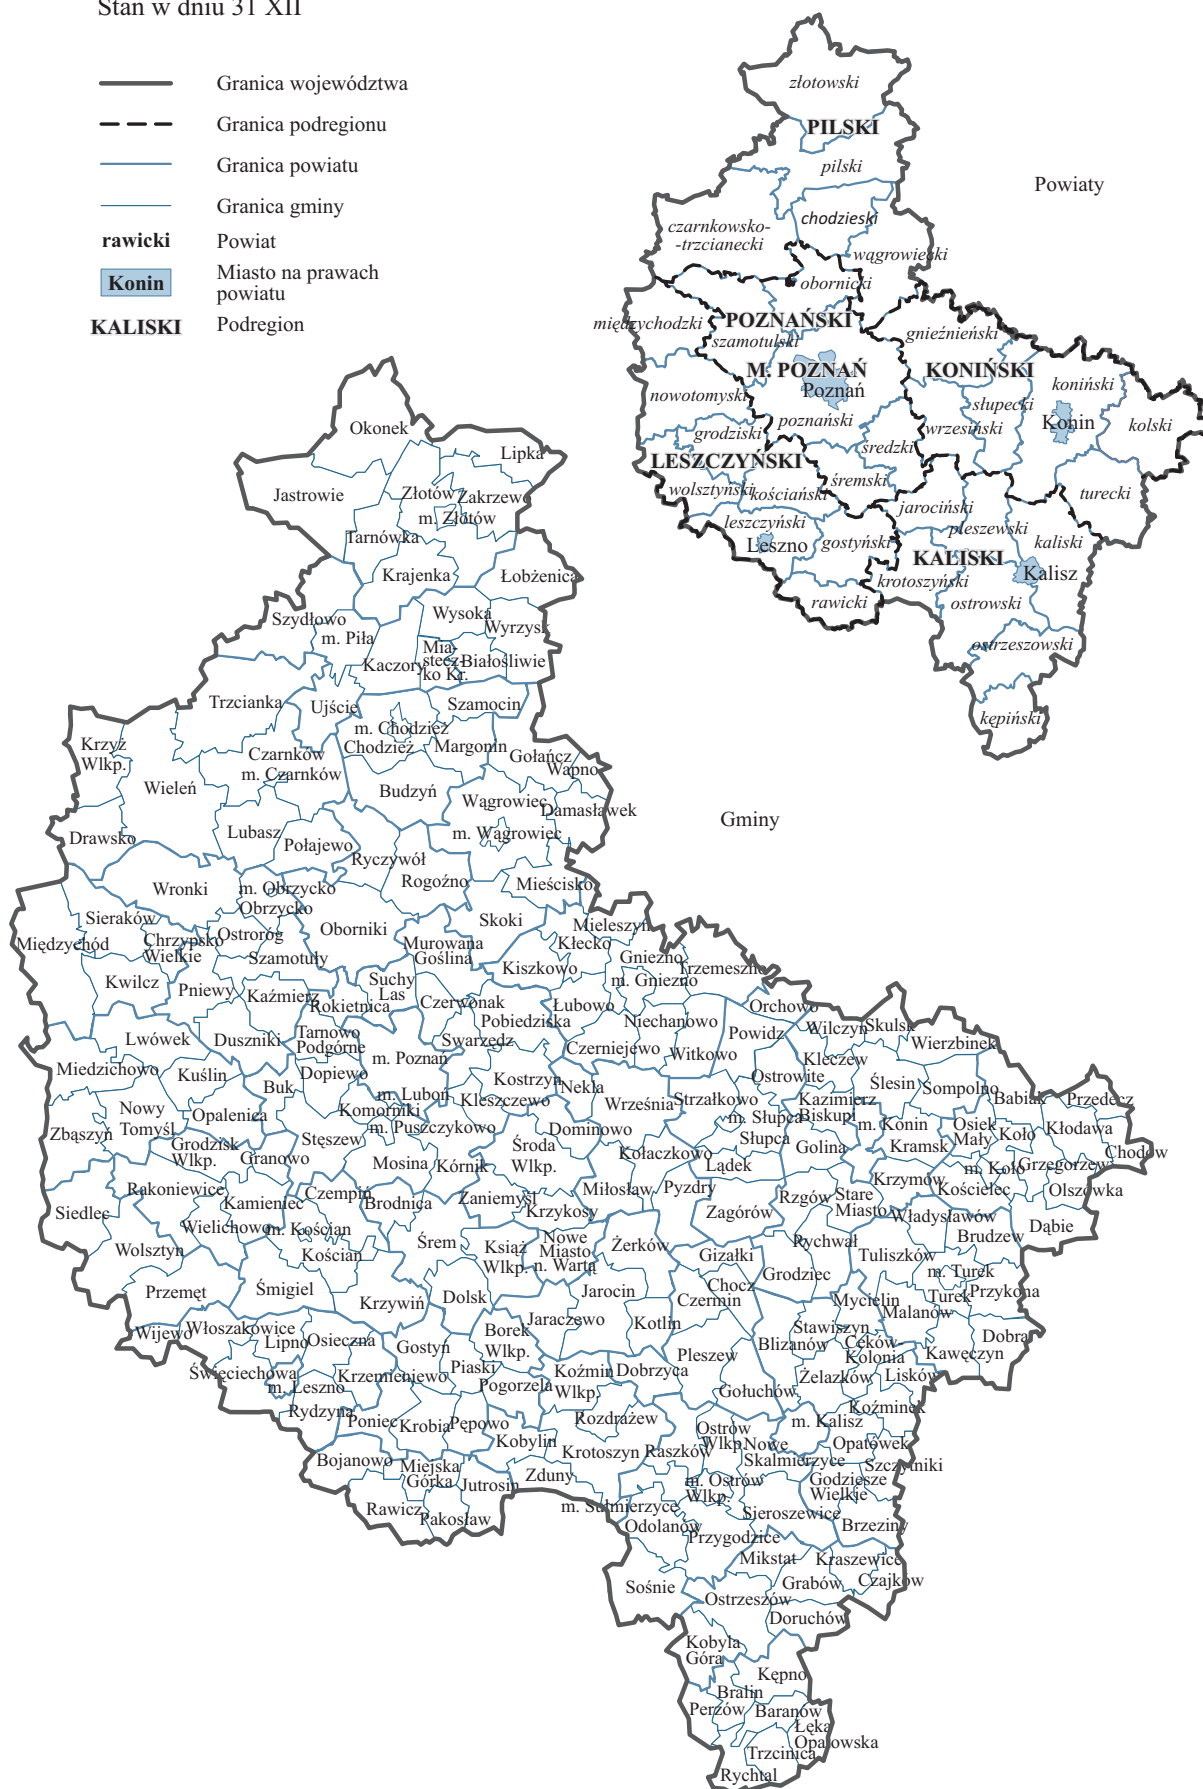 Stan w dniu 31 XII
Granica województwa
Granica podregionu
Granica powiatu
Granica gminy
rawicki Powiat
Konin Miasto na prawach
powiatu
KALISKI Podregion
Powiaty
złotowski
PILSKI
pilski
chodzieski
czarnkowsko-
-trzcianecki
wągrowiecki
obornicki
międzychodzki
POZNAŃSKI
szamotulski
gnieźnieński
M. POZNAŃ
Poznań
KONIŃSKI
koniński
nowotomyski
słupecki
Konin
kolski
poznański
wrzesiński
grodziski
średzki
LESZCZYŃSKI
wolsztyński
kościański
śremski
turecki
jarociński
leszczyński
pleszewski
Leszno
gostyński
kaliski
KALISKI
Kalisz
krotoszyński
rawicki
ostrowski
ostrzeszowski
kępiński
Gminy
Okonek
Lipka
Jastrowie
Złotów
Zakrzewo
m. Złotów
Tarnówka
Krajenka
Łobżenica
Szydłowo
m. Piła
Wysoka
Wyrzysk
Kaczory
Mia-
stecz-
ko Kr.
Białośliwie
Trzcianka
Ujście
Szamocin
m. Chodzież
Chodzież
Margonin
Krzyż
Wlkp.
Czarnków
m. Czarnków
Gołańcz
Wapno
Wieleń
Budzyń
Wągrowiec
Damasławek
Drawsko
Lubasz
Połajewo
m. Wągrowiec
Ryczywół
Rogoźno
Mieścisko
Wronki
m. Obrzycko
Obrzycko
Sieraków
Skoki
Mieleszyn
Międzychód
Chrzypsko
Wielkie
Ostroróg
Oborniki
Murowana
Goślina
Kłecko
Szamotuły
Kiszkowo
Gniezno
m. Gniezno
Trzemeszno
Kwilcz
Pniewy
Kaźmierz
Rokietnica
Suchy
Las
Czerwonak
Łubowo
Orchowo
Pobiedziska
Niechanowo
Powidz
Wilczyn
Skulsk
Lwówek
Duszniki
Tarnowo
Podgórne
Swarzędz
Czerniejewo
Witkowo
Wierzbinek
m. Poznań
Kleczew
Miedzichowo
Kuślin
Buk
Dopiewo
Kostrzyn
Nekla
Ostrowite
Ślesin
Sompolno
Babiak
Przedecz
Nowy
Tomyśl
Opalenica
m. Luboń
Komorniki
Kleszczewo
Września
Strzałkowo
Kazimierz
Biskupi
m. Konin
Osiek
Mały
Zbąszyń
m. Puszczykowo
Dominowo
m. Słupca
Słupca
Koło
Kłodawa
Grodzisk
Wlkp.
Granowo
Stęszew
Środa
Wlkp.
Kołaczkowo
Golina
Kramsk
Chodów
Mosina
Kórnik
Lądek
m. Koło
Grzegorzew
Rakoniewice
Kamieniec
Czempiń
Brodnica
Zaniemyśl
Miłosław
Pyzdry
Krzymów
Kościelec
Olszówka
Siedlec
Krzykosy
Zagórów
Rzgów
Stare
Miasto
Władysławów
Wielichowo
m. Kościan
Dąbie
Wolsztyn
Kościan
Śrem
Książ
Wlkp.
Nowe
Miasto
n. Wartą
Żerków
Gizałki
Rychwał
Tuliszków
Brudzew
Przemęt
Śmigiel
Krzywiń
Dolsk
Jarocin
Chocz
Grodziec
m. Turek
Turek
Przykona
Czermin
Mycielin
Malanów
Wijewo
Włoszakowice
Lipno
Osieczna
Gostyń
Borek
Wlkp.
Jaraczewo
Kotlin
Stawiszyn
Dobra
Blizanów
Ceków-
Kolonia
Kawęczyn
Święciechowa
m. Leszno
Krzemieniewo
Piaski
Pogorzela
Koźmin
Wlkp.
Dobrzyca
Pleszew
Żelazków
Lisków
Gołuchów
Rydzyna
Poniec
Krobia
Pępowo
Rozdrażew
m. Kalisz
Koźminek
Kobylin
Krotoszyn
Raszków
Ostrów
Wlkp.
Nowe
Skalmierzyce
Opatówek
Bojanowo
Miejska
Górka
Jutrosin
Zduny
m. Ostrów
Wlkp.
Godziesze
Wielkie
Szczytniki
Rawicz
Pakosław
m. Sulmierzyce
Odolanów
Sieroszewice
Brzeziny
Przygodzice
Mikstat
Kraszewice
Sośnie
Grabów
Czajków
Ostrzeszów
Doruchów
Kobyla
Góra
Kępno
Bralin
Perzów
Baranów
Łęka
Opatowska
Trzcinica
Rychtal